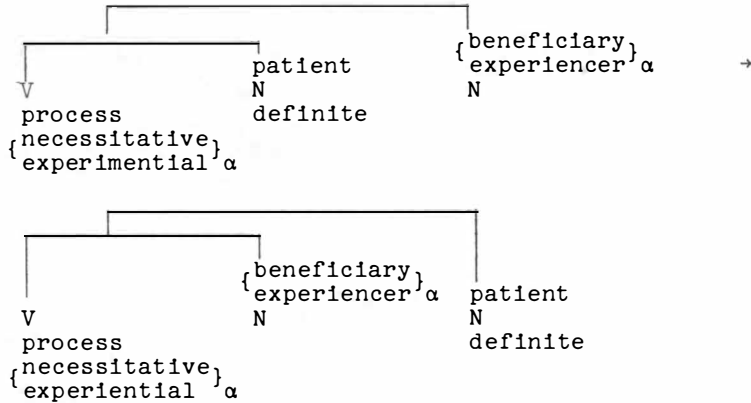 {beneficiary
patient experiencer}α →
V N N
process definite
{necessitative
experimential}α
{beneficiary
experiencer}α patient
V N N
process definite
{necessitative
experiential}α